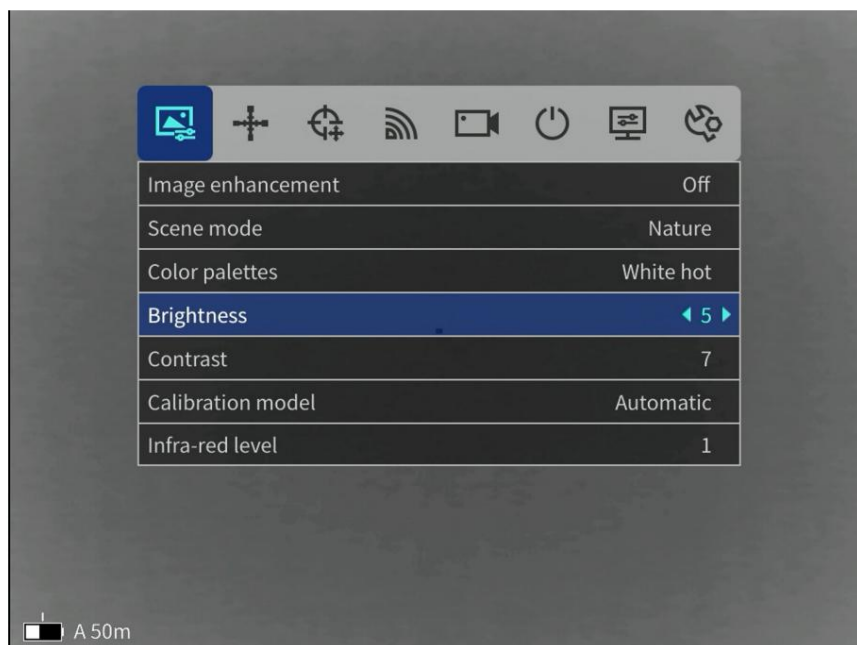 Image enhancement Off
Scene mode Nature
Color palettes White hot
Brightness 5
Contrast 7
Calibration model Automatic
Infra-red level 1
A 50m